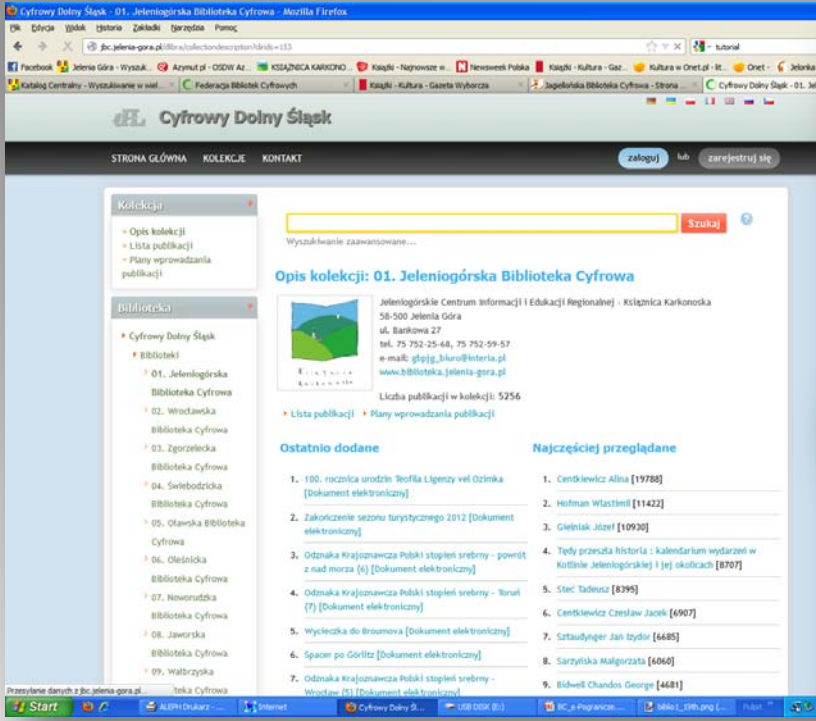 Cyfrowy Dolny Śląsk - 01. Jeleniogórska Biblioteka Cyfrowa - Mozilla Firefox
Plik Edycja Widok Historia Zakładki Narzędzia Pomoc
jbc.jelenia-gora.pl/dlibra/collectiondescription?dirids=153
tutorial
Facebook Jelenia Góra - Wyszuk... Azymut.pl - OSDW Az... KSIĄŻNICA KARKONO... Książki - Najnowsze w... Newsweek Polska Książki - Kultura - Gaz... Kultura w Onet.pl - lit... Onet - Jelonka
Katalog Centralny - Wyszukiwanie w wiel... Federacja Bibliotek Cyfrowych Książki - Kultura - Gazeta Wyborcza Jagiellońska Biblioteka Cyfrowa - Strona ... Cyfrowy Dolny Śląsk - 01. Jel
Cyfrowy Dolny Śląsk
STRONA GŁÓWNA KOLEKCJE KONTAKT
zaloguj lub zarejestruj się
Kolekcja
Opis kolekcji
Lista publikacji
Plany wprowadzania
publikacji
Biblioteka
Cyfrowy Dolny Śląsk
Biblioteki
01. Jeleniogórska
Biblioteka Cyfrowa
02. Wrocławska
Biblioteka Cyfrowa
03. Zgorzelecka
Biblioteka Cyfrowa
04. Świebodzicka
Biblioteka Cyfrowa
05. Oławska Biblioteka
Cyfrowa
06. Oleśnicka
Biblioteka Cyfrowa
07. Noworudzka
Biblioteka Cyfrowa
08. Jaworska
Biblioteka Cyfrowa
09. Wałbrzyska
teka Cyfrowa
Szukaj
Wyszukiwanie zaawansowane...
Opis kolekcji: 01. Jeleniogórska Biblioteka Cyfrowa
Książnica
Karkonoska
Jeleniogórskie Centrum Informacji i Edukacji Regionalnej - Książnica Karkonoska
58-500 Jelenia Góra
ul. Bankowa 27
tel. 75 752-25-68, 75 752-59-57
e-mail: gbpjg_biuro@interia.pl
www.biblioteka.jelenia-gora.pl
Liczba publikacji w kolekcji: 5256
Lista publikacji Plany wprowadzania publikacji
Ostatnio dodane
1. 100. rocznica urodzin Teofila Ligenzy vel Ozimka
[Dokument elektroniczny]
2. Zakończenie sezonu turystycznego 2012 [Dokument
elektroniczny]
3. Odznaka Krajoznawcza Polski stopień srebrny - powrót
z nad morza (6) [Dokument elektroniczny]
4. Odznaka Krajoznawcza Polski stopień srebrny - Toruń
(7) [Dokument elektroniczny]
5. Wycieczka do Broumova [Dokument elektroniczny]
6. Spacer po Görlitz [Dokument elektroniczny]
7. Odznaka Krajoznawcza Polski stopień srebrny -
Wrocław (5) [Dokument elektroniczny]
Najczęściej przeglądane
1. Centkiewicz Alina [19788]
2. Hofman Wlastimil [11422]
3. Gielniak Józef [10930]
4. Tędy przeszła historia : kalendarium wydarzeń w
Kotlinie Jeleniogórskiej i jej okolicach [8707]
5. Steć Tadeusz [8395]
6. Centkiewicz Czesław Jacek [6907]
7. Sztaudynger Jan Izydor [6685]
8. Sarzyńska Małgorzata [6060]
9. Bidwell Chandos George [4681]
Przesyłanie danych z jbc.jelenia-gora.pl...
Start ALEPH Drukarz - ... Internet Cyfrowy Dolny Śl... USB DISK (E:) BC_e-Pogranicze.... biblio1_19th.png (...